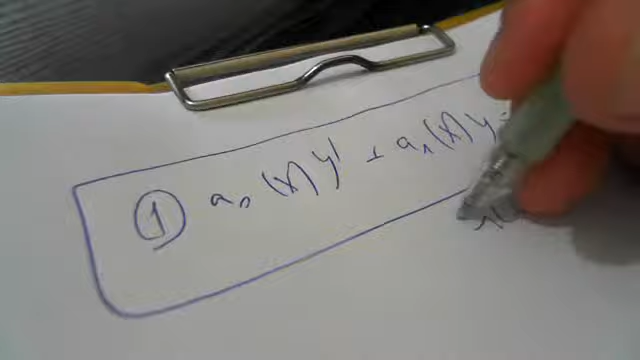 ① a₀(x)y' + a₁(x)y